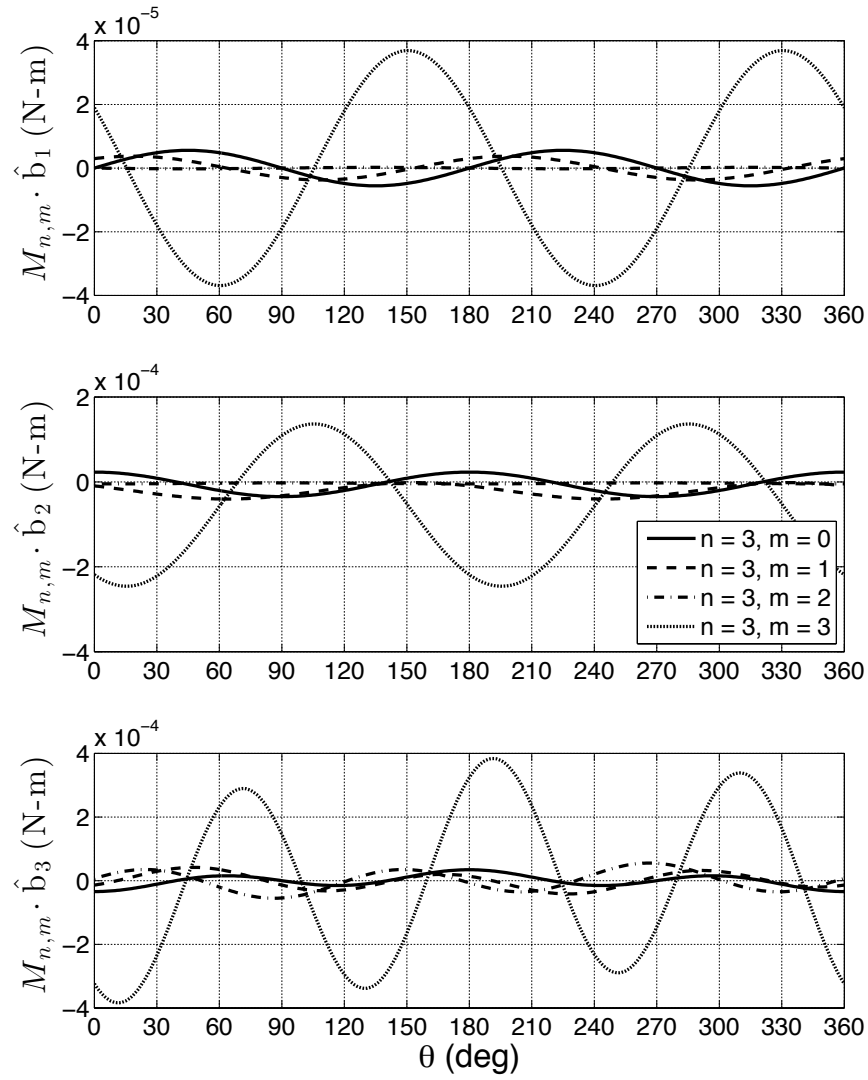 x 10⁻⁵
4
2
0
−2
−4
M_{n,m} · b̂₁ (N-m)
0 30 60 90 120 150 180 210 240 270 300 330 360
x 10⁻⁴
2
0
−2
−4
M_{n,m} · b̂₂ (N-m)
n = 3, m = 0
n = 3, m = 1
n = 3, m = 2
n = 3, m = 3
0 30 60 90 120 150 180 210 240 270 300 330 360
x 10⁻⁴
4
2
0
−2
−4
M_{n,m} · b̂₃ (N-m)
0 30 60 90 120 150 180 210 240 270 300 330 360
θ (deg)